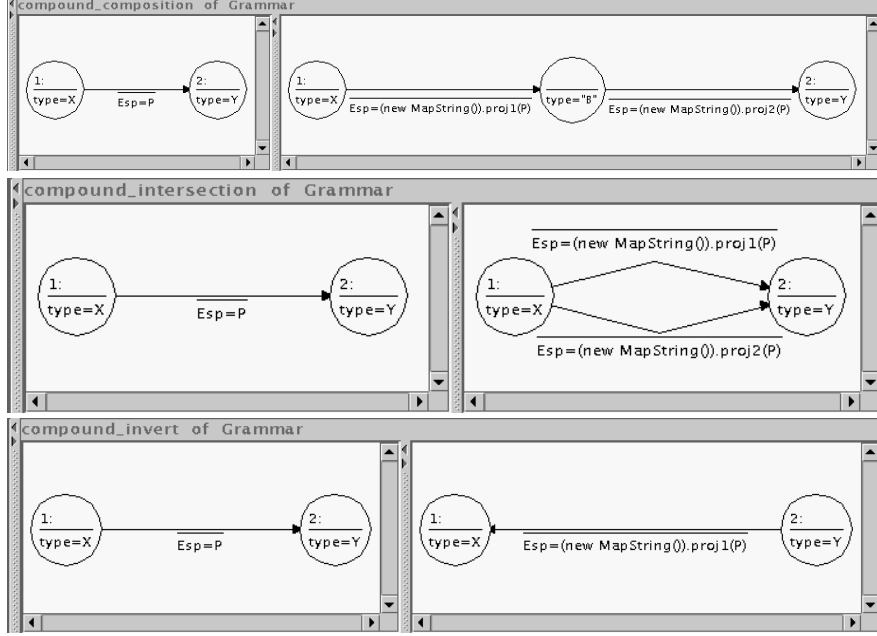 compound_composition of Grammar
1: 2: 1: 2:
type=X Esp=P type=Y type=X Esp=(new MapString()).proj1(P) type="B" Esp=(new MapString()).proj2(P) type=Y
compound_intersection of Grammar
Esp=(new MapString()).proj1(P)
1: 2: 1: 2:
type=X Esp=P type=Y type=X type=Y
Esp=(new MapString()).proj2(P)
compound_invert of Grammar
1: 2: 1: 2:
type=X Esp=P type=Y type=X Esp=(new MapString()).proj1(P) type=Y